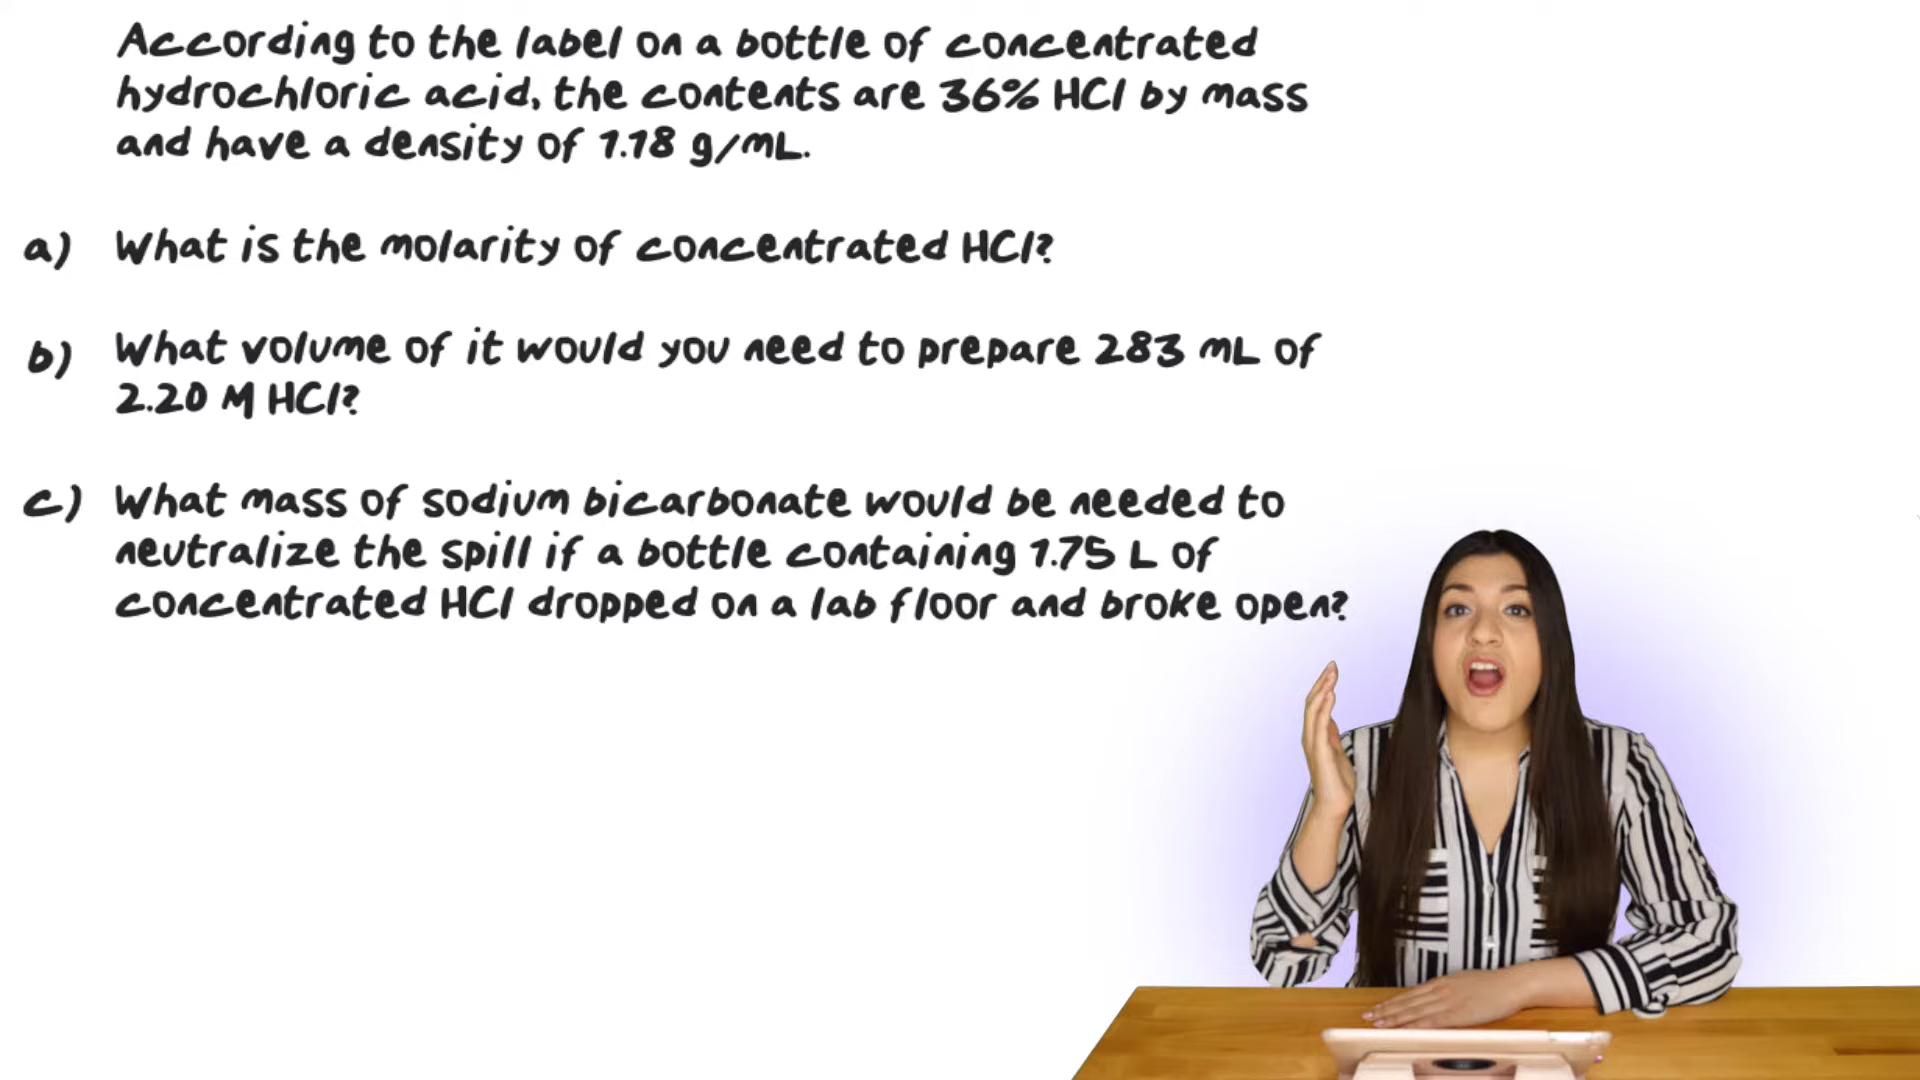 According to the label on a bottle of concentrated
hydrochloric acid, the contents are 36% HCl by mass
and have a density of 1.18 g/mL.
a) What is the molarity of concentrated HCl?
b) What volume of it would you need to prepare 283 mL of
2.20 M HCl?
c) What mass of sodium bicarbonate would be needed to
neutralize the spill if a bottle containing 1.75 L of
concentrated HCl dropped on a lab floor and broke open?